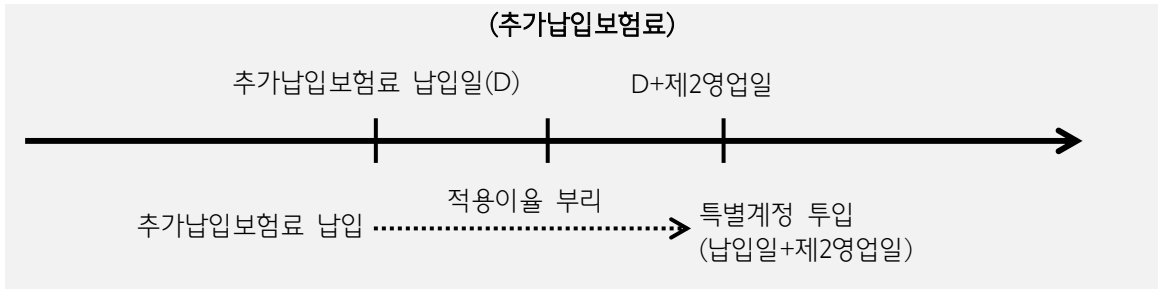 (추가납입보험료)
추가납입보험료 납입일(D)
D+제2영업일
적용이율 부리
추가납입보험료 납입
특별계정 투입
(납입일+제2영업일)